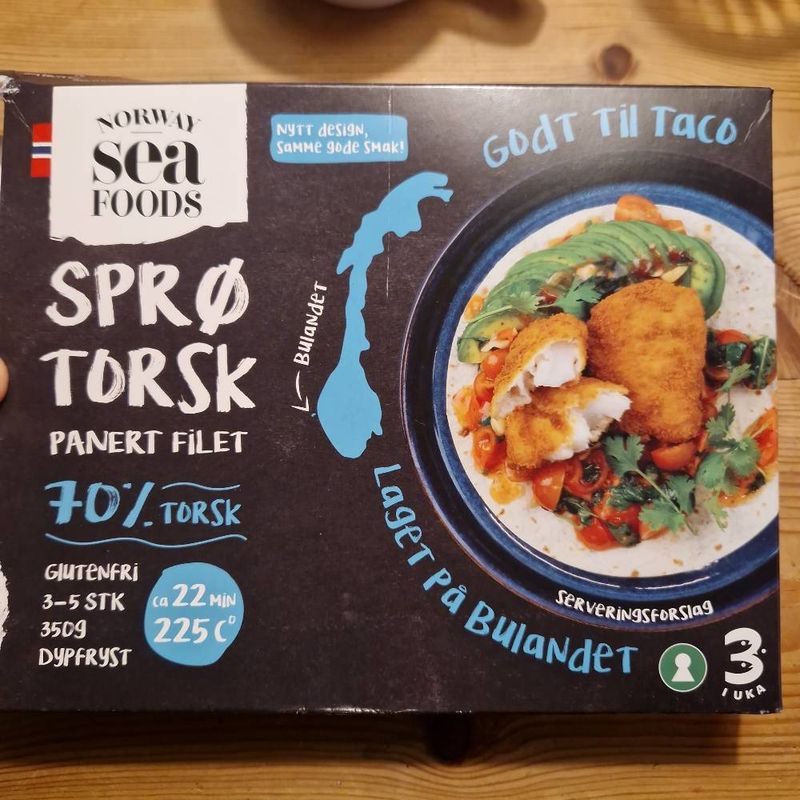 NORWAY
sea
FOODS
NYTT design,
samme gode smak!
Godt til Taco
SPRØ
TORSK
PANERT FILET
70% TORSK
GLUTENFRI
3-5 STK
350g
DYPFRYST
ca 22 min
225 C°
Bulandet
Laget på Bulandet
serveringsforslag
3
I UKA